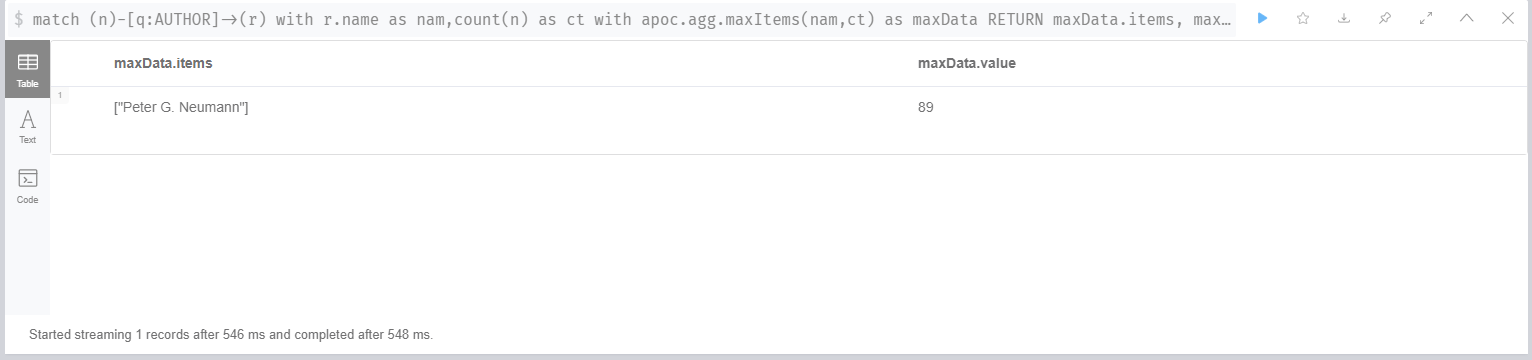 $ match (n)-[q:AUTHOR]→(r) with r.name as nam,count(n) as ct with apoc.agg.maxItems(nam,ct) as maxData RETURN maxData.items, max…
Table
Text
Code
maxData.items maxData.value
1
["Peter G. Neumann"] 89
Started streaming 1 records after 546 ms and completed after 548 ms.